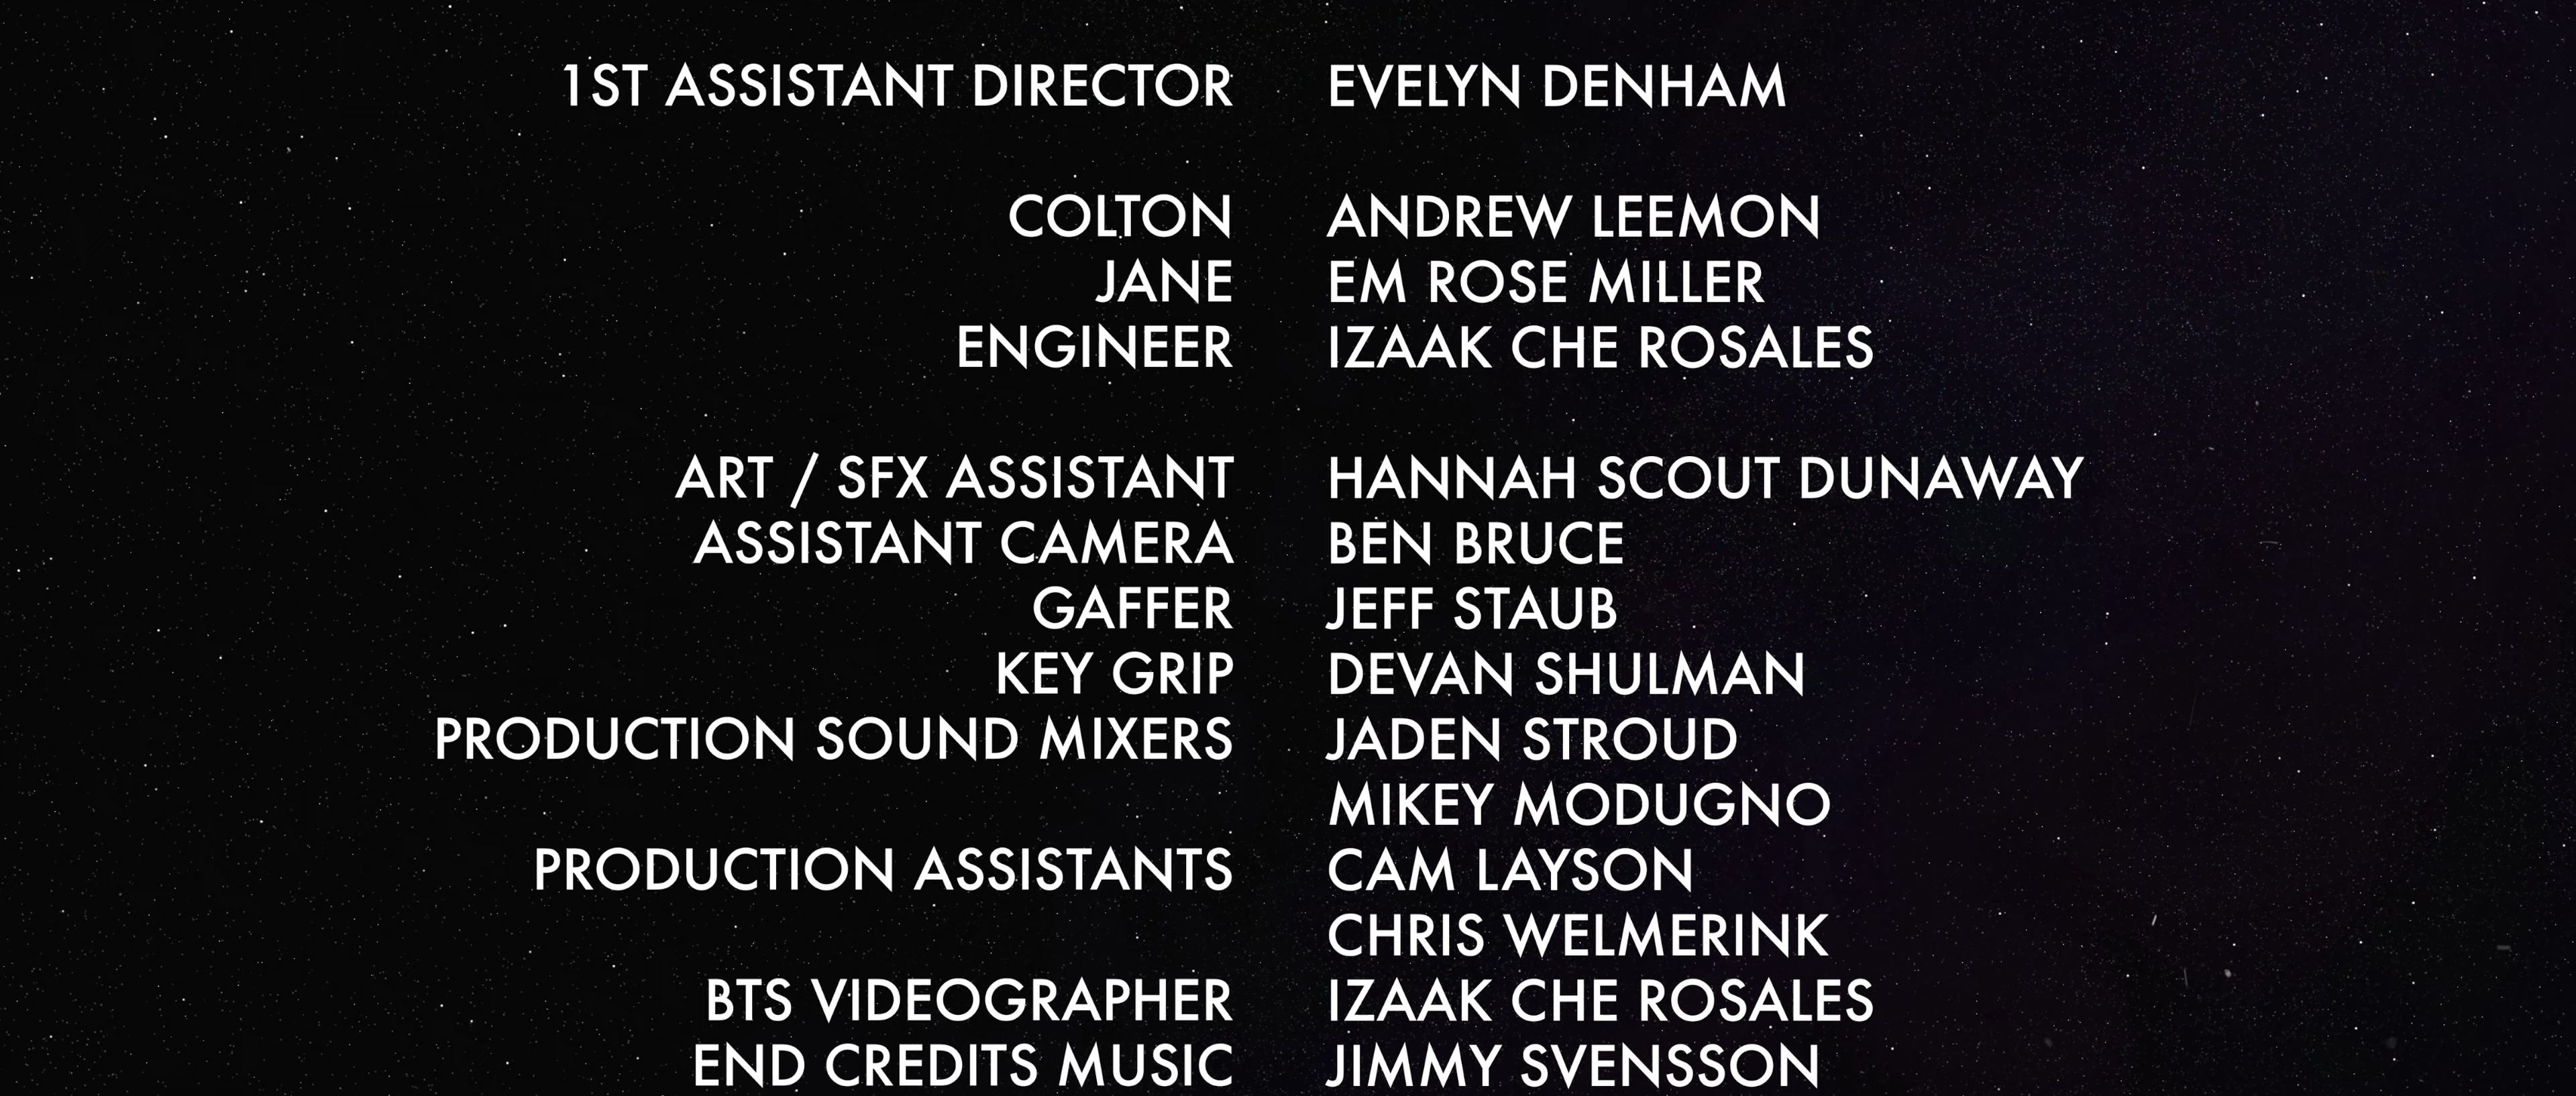 1ST ASSISTANT DIRECTOR EVELYN DENHAM
COLTON ANDREW LEEMON
JANE EM ROSE MILLER
ENGINEER IZAAK CHE ROSALES
ART / SFX ASSISTANT HANNAH SCOUT DUNAWAY
ASSISTANT CAMERA BEN BRUCE
GAFFER JEFF STAUB
KEY GRIP DEVAN SHULMAN
PRODUCTION SOUND MIXERS JADEN STROUD
MIKEY MODUGNO
PRODUCTION ASSISTANTS CAM LAYSON
CHRIS WELMERINK
BTS VIDEOGRAPHER IZAAK CHE ROSALES
END CREDITS MUSIC JIMMY SVENSSON